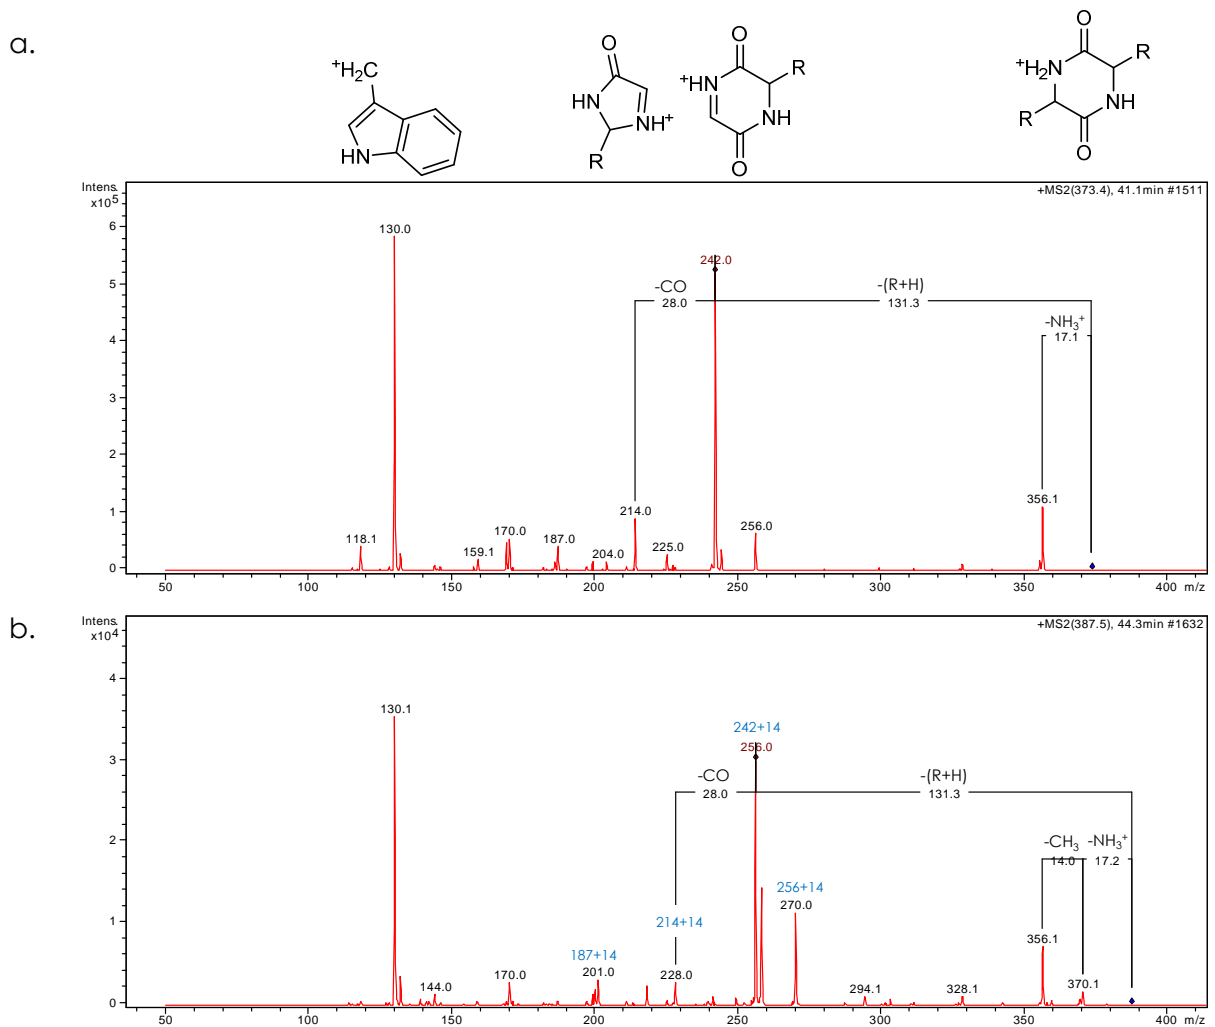 a.
O
O
O
+H2C
HN
HN
NH+
R
+HN
R
NH
O
+H2N
R
R
NH
O
Intens.
x10⁵
+MS2(373.4), 41.1min #1511
6
5
4
3
2
1
0
130.0
242.0
-CO
28.0
-(R+H)
131.3
-NH₃⁺
17.1
118.1
159.1
170.0
187.0
204.0
214.0
225.0
256.0
356.1
50
100
150
200
250
300
350
400
m/z
b.
Intens.
x10⁴
+MS2(387.5), 44.3min #1632
4
3
2
1
0
130.1
242+14
256.0
-CO
28.0
-(R+H)
131.3
-CH₃
14.0
-NH₃⁺
17.2
256+14
270.0
214+14
228.0
187+14
201.0
144.0
170.0
294.1
328.1
356.1
370.1
50
100
150
200
250
300
350
400
m/z